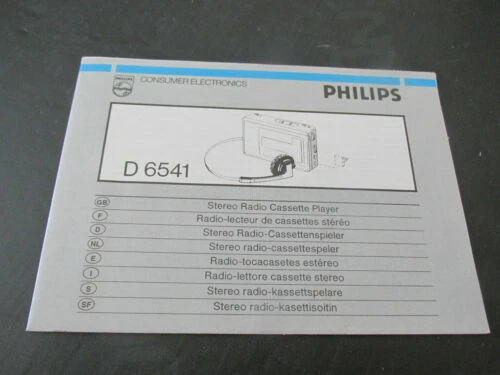 PHILIPS
CONSUMER ELECTRONICS
PHILIPS
D 6541
GB Stereo Radio Cassette Player
F Radio-lecteur de cassettes stéréo
D Stereo Radio-Cassettenspieler
NL Stereo radio-cassettespeler
E Radio-tocacasetes estéreo
I Radio-lettore cassette stereo
S Stereo radio-kassettspelare
SF Stereo radio-kasettisoitin